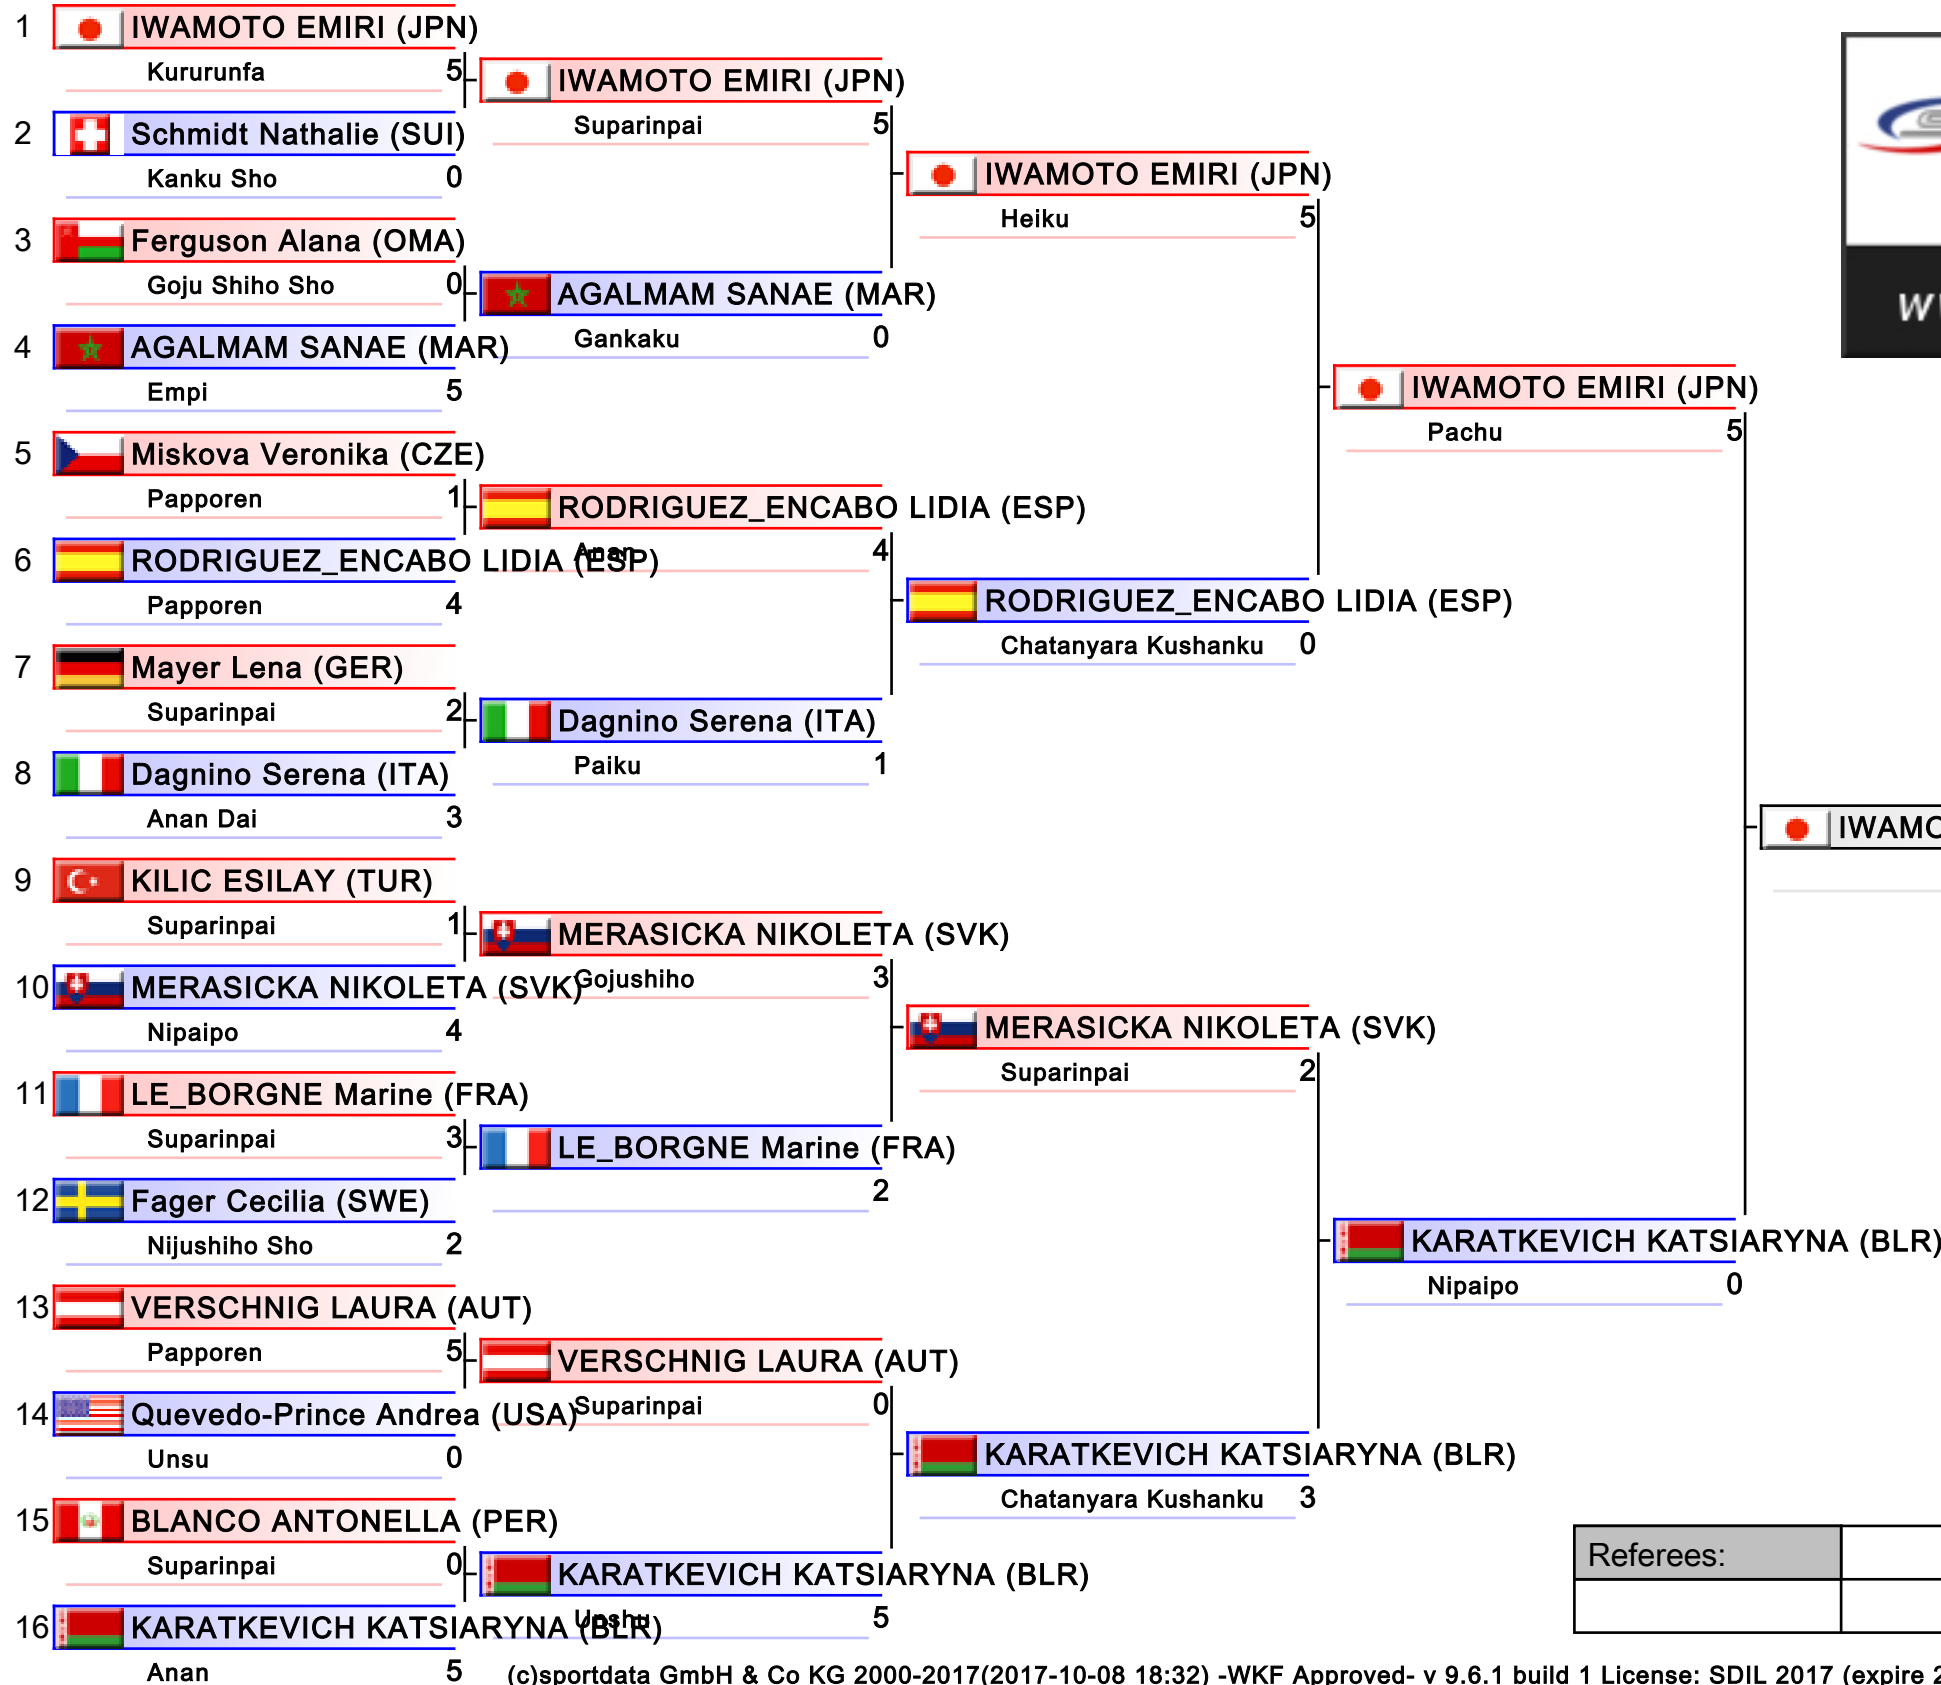 1 IWAMOTO EMIRI (JPN)
Kururunfa 5
2 Schmidt Nathalie (SUI)
Kanku Sho 0
3 Ferguson Alana (OMA)
Goju Shiho Sho 0
4 AGALMAM SANAE (MAR)
Empi 5
5 Miskova Veronika (CZE)
Papporen 1
6 RODRIGUEZ_ENCABO LIDIA (ESP)
Papporen 4
7 Mayer Lena (GER)
Suparinpai 2
8 Dagnino Serena (ITA)
Anan Dai 3
9 KILIC ESILAY (TUR)
Suparinpai 1
10 MERASICKA NIKOLETA (SVK)
Nipaipo 4
11 LE_BORGNE Marine (FRA)
Suparinpai 3
12 Fager Cecilia (SWE)
Nijushiho Sho 2
13 VERSCHNIG LAURA (AUT)
Papporen 5
14 Quevedo-Prince Andrea (USA)
Unsu 0
15 BLANCO ANTONELLA (PER)
Suparinpai 0
16 KARATKEVICH KATSIARYNA (BLR)
Anan 5
IWAMOTO EMIRI (JPN)
Suparinpai 5
AGALMAM SANAE (MAR)
Gankaku 0
RODRIGUEZ_ENCABO LIDIA (ESP)
Anan 4
Dagnino Serena (ITA)
Paiku 1
MERASICKA NIKOLETA (SVK)
Gojushiho 3
LE_BORGNE Marine (FRA)
2
VERSCHNIG LAURA (AUT)
Suparinpai 0
KARATKEVICH KATSIARYNA (BLR)
Unshu 5
IWAMOTO EMIRI (JPN)
Heiku 5
RODRIGUEZ_ENCABO LIDIA (ESP)
Chatanyara Kushanku 0
MERASICKA NIKOLETA (SVK)
Suparinpai 2
KARATKEVICH KATSIARYNA (BLR)
Chatanyara Kushanku 3
IWAMOTO EMIRI (JPN)
Pachu 5
KARATKEVICH KATSIARYNA (BLR)
Nipaipo 0
Referees:
(c)sportdata GmbH & Co KG 2000-2017(2017-10-08 18:32) -WKF Approved- v 9.6.1 build 1 License: SDIL 2017 (expire